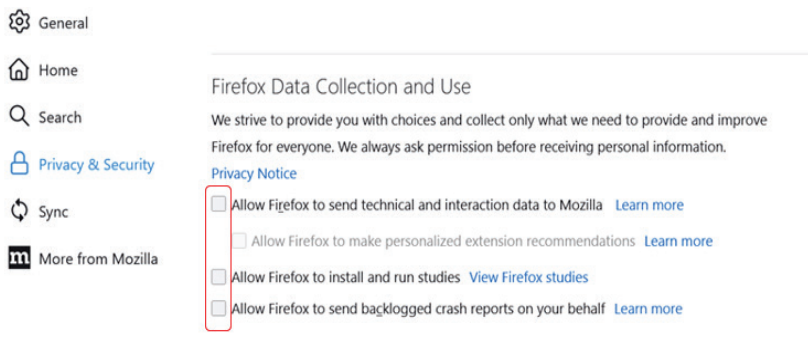 General
Home
Search
Privacy & Security
Sync
m More from Mozilla
Firefox Data Collection and Use
We strive to provide you with choices and collect only what we need to provide and improve
Firefox for everyone. We always ask permission before receiving personal information.
Privacy Notice
Allow Firefox to send technical and interaction data to Mozilla Learn more
Allow Firefox to make personalized extension recommendations Learn more
Allow Firefox to install and run studies View Firefox studies
Allow Firefox to send backlogged crash reports on your behalf Learn more